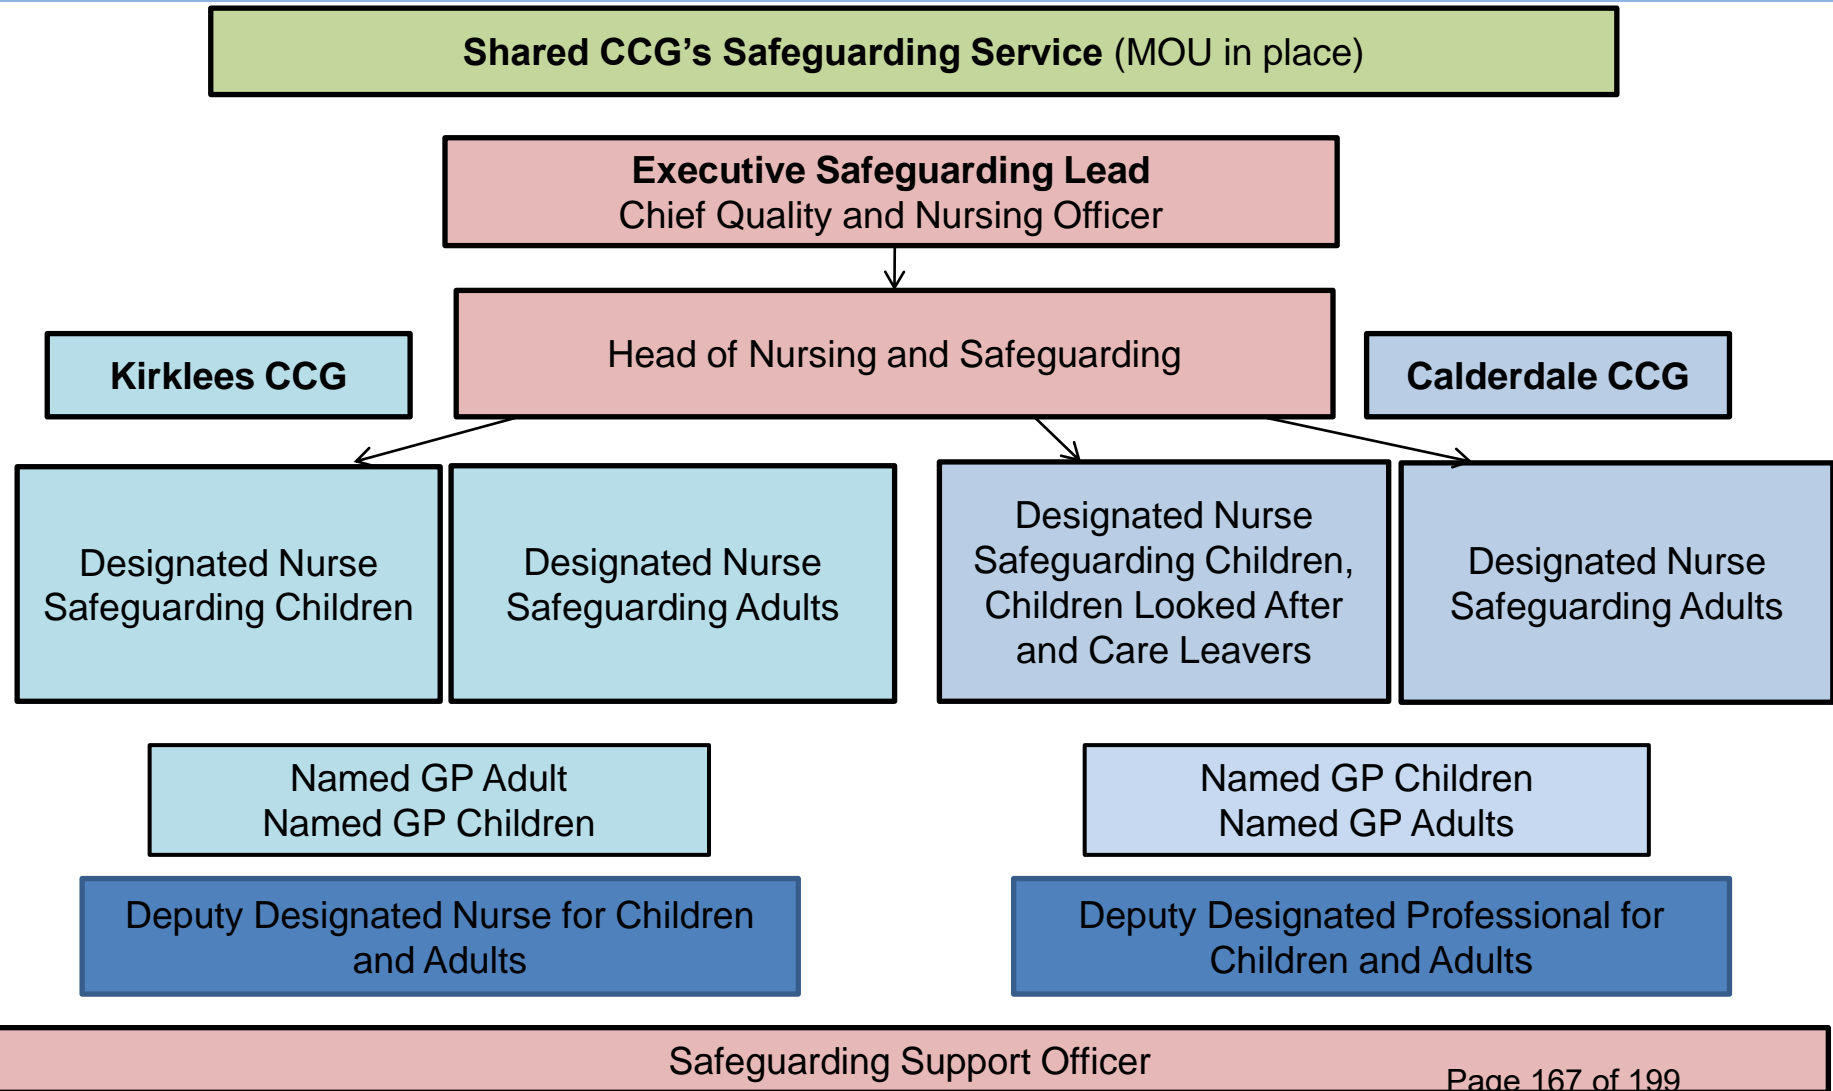 Shared CCG's Safeguarding Service (MOU in place)
Executive Safeguarding Lead
Chief Quality and Nursing Officer
Head of Nursing and Safeguarding
Kirklees CCG
Calderdale CCG
Designated Nurse
Safeguarding Children
Designated Nurse
Safeguarding Adults
Designated Nurse
Safeguarding Children,
Children Looked After
and Care Leavers
Designated Nurse
Safeguarding Adults
Named GP Adult
Named GP Children
Named GP Children
Named GP Adults
Deputy Designated Nurse for Children
and Adults
Deputy Designated Professional for
Children and Adults
Safeguarding Support Officer
Page 167 of 199